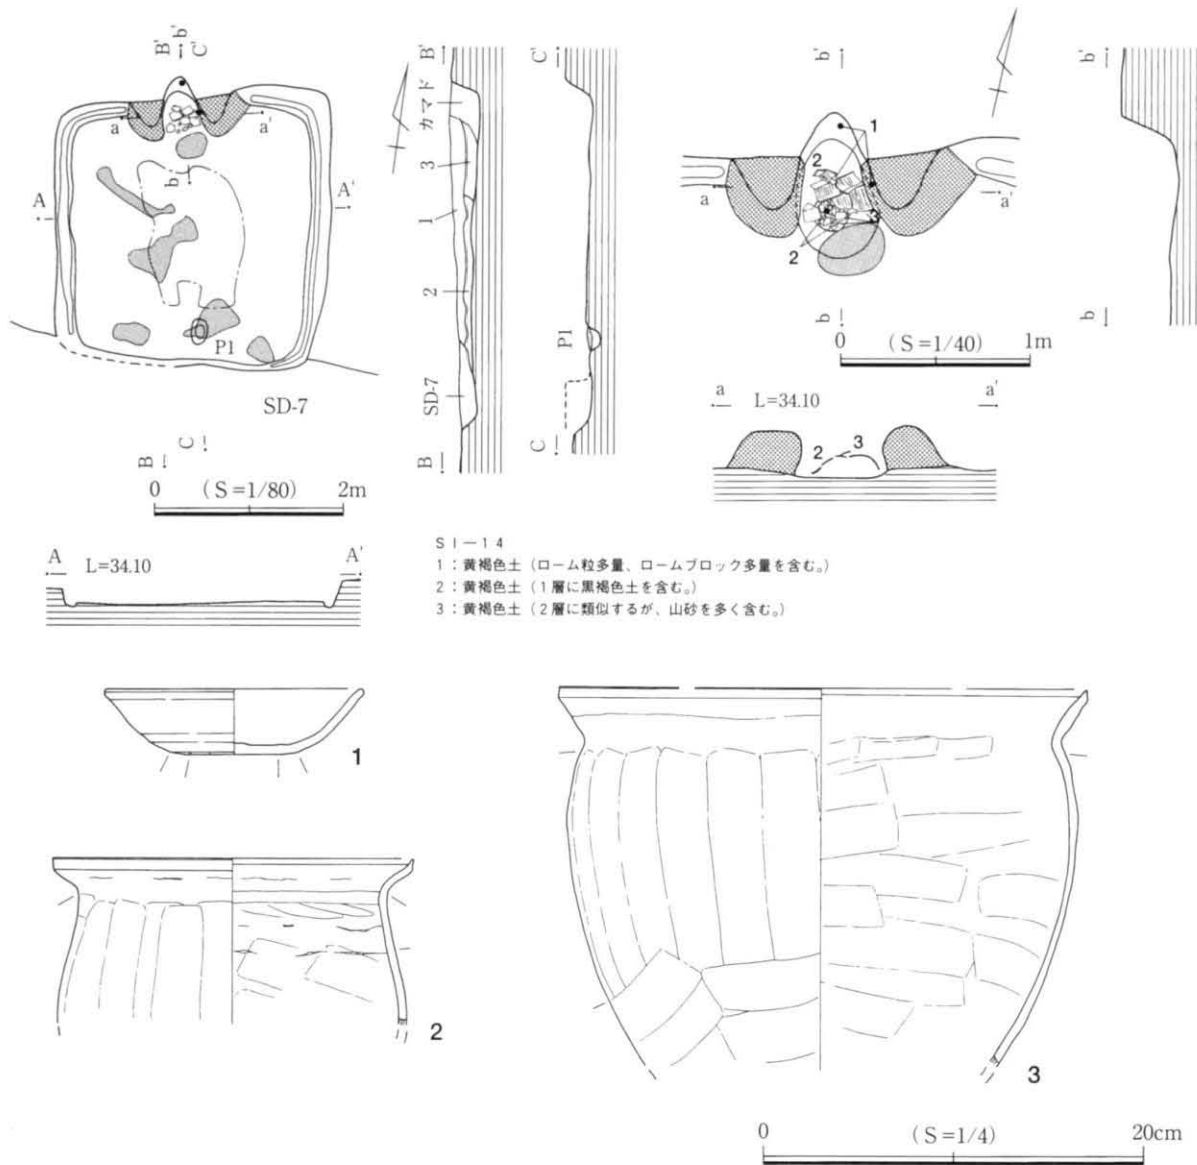 B' b' C'
a a'
b
A A'
P1
SD-7
B C
0 (S=1/80) 2m
B'
カマド
3
1
2
SD-7
B
C'
P1
C
b'
1
2
3
a a'
2
b
0 (S=1/40) 1m
b'
b
a L=34.10 a'
2 3
A L=34.10 A'
SI-14
1:黄褐色土(ローム粒多量、ロームブロック多量を含む。)
2:黄褐色土(1層に黒褐色土を含む。)
3:黄褐色土(2層に類似するが、山砂を多く含む。)
1
2
3
0 (S=1/4) 20cm